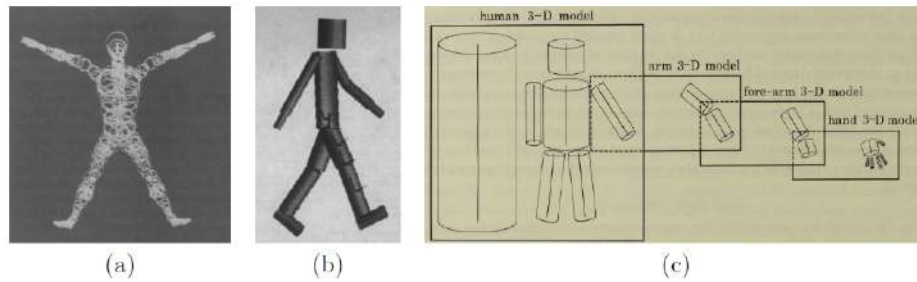 human 3-D model
arm 3-D model
fore-arm 3-D model
hand 3-D model
(a)
(b)
(c)